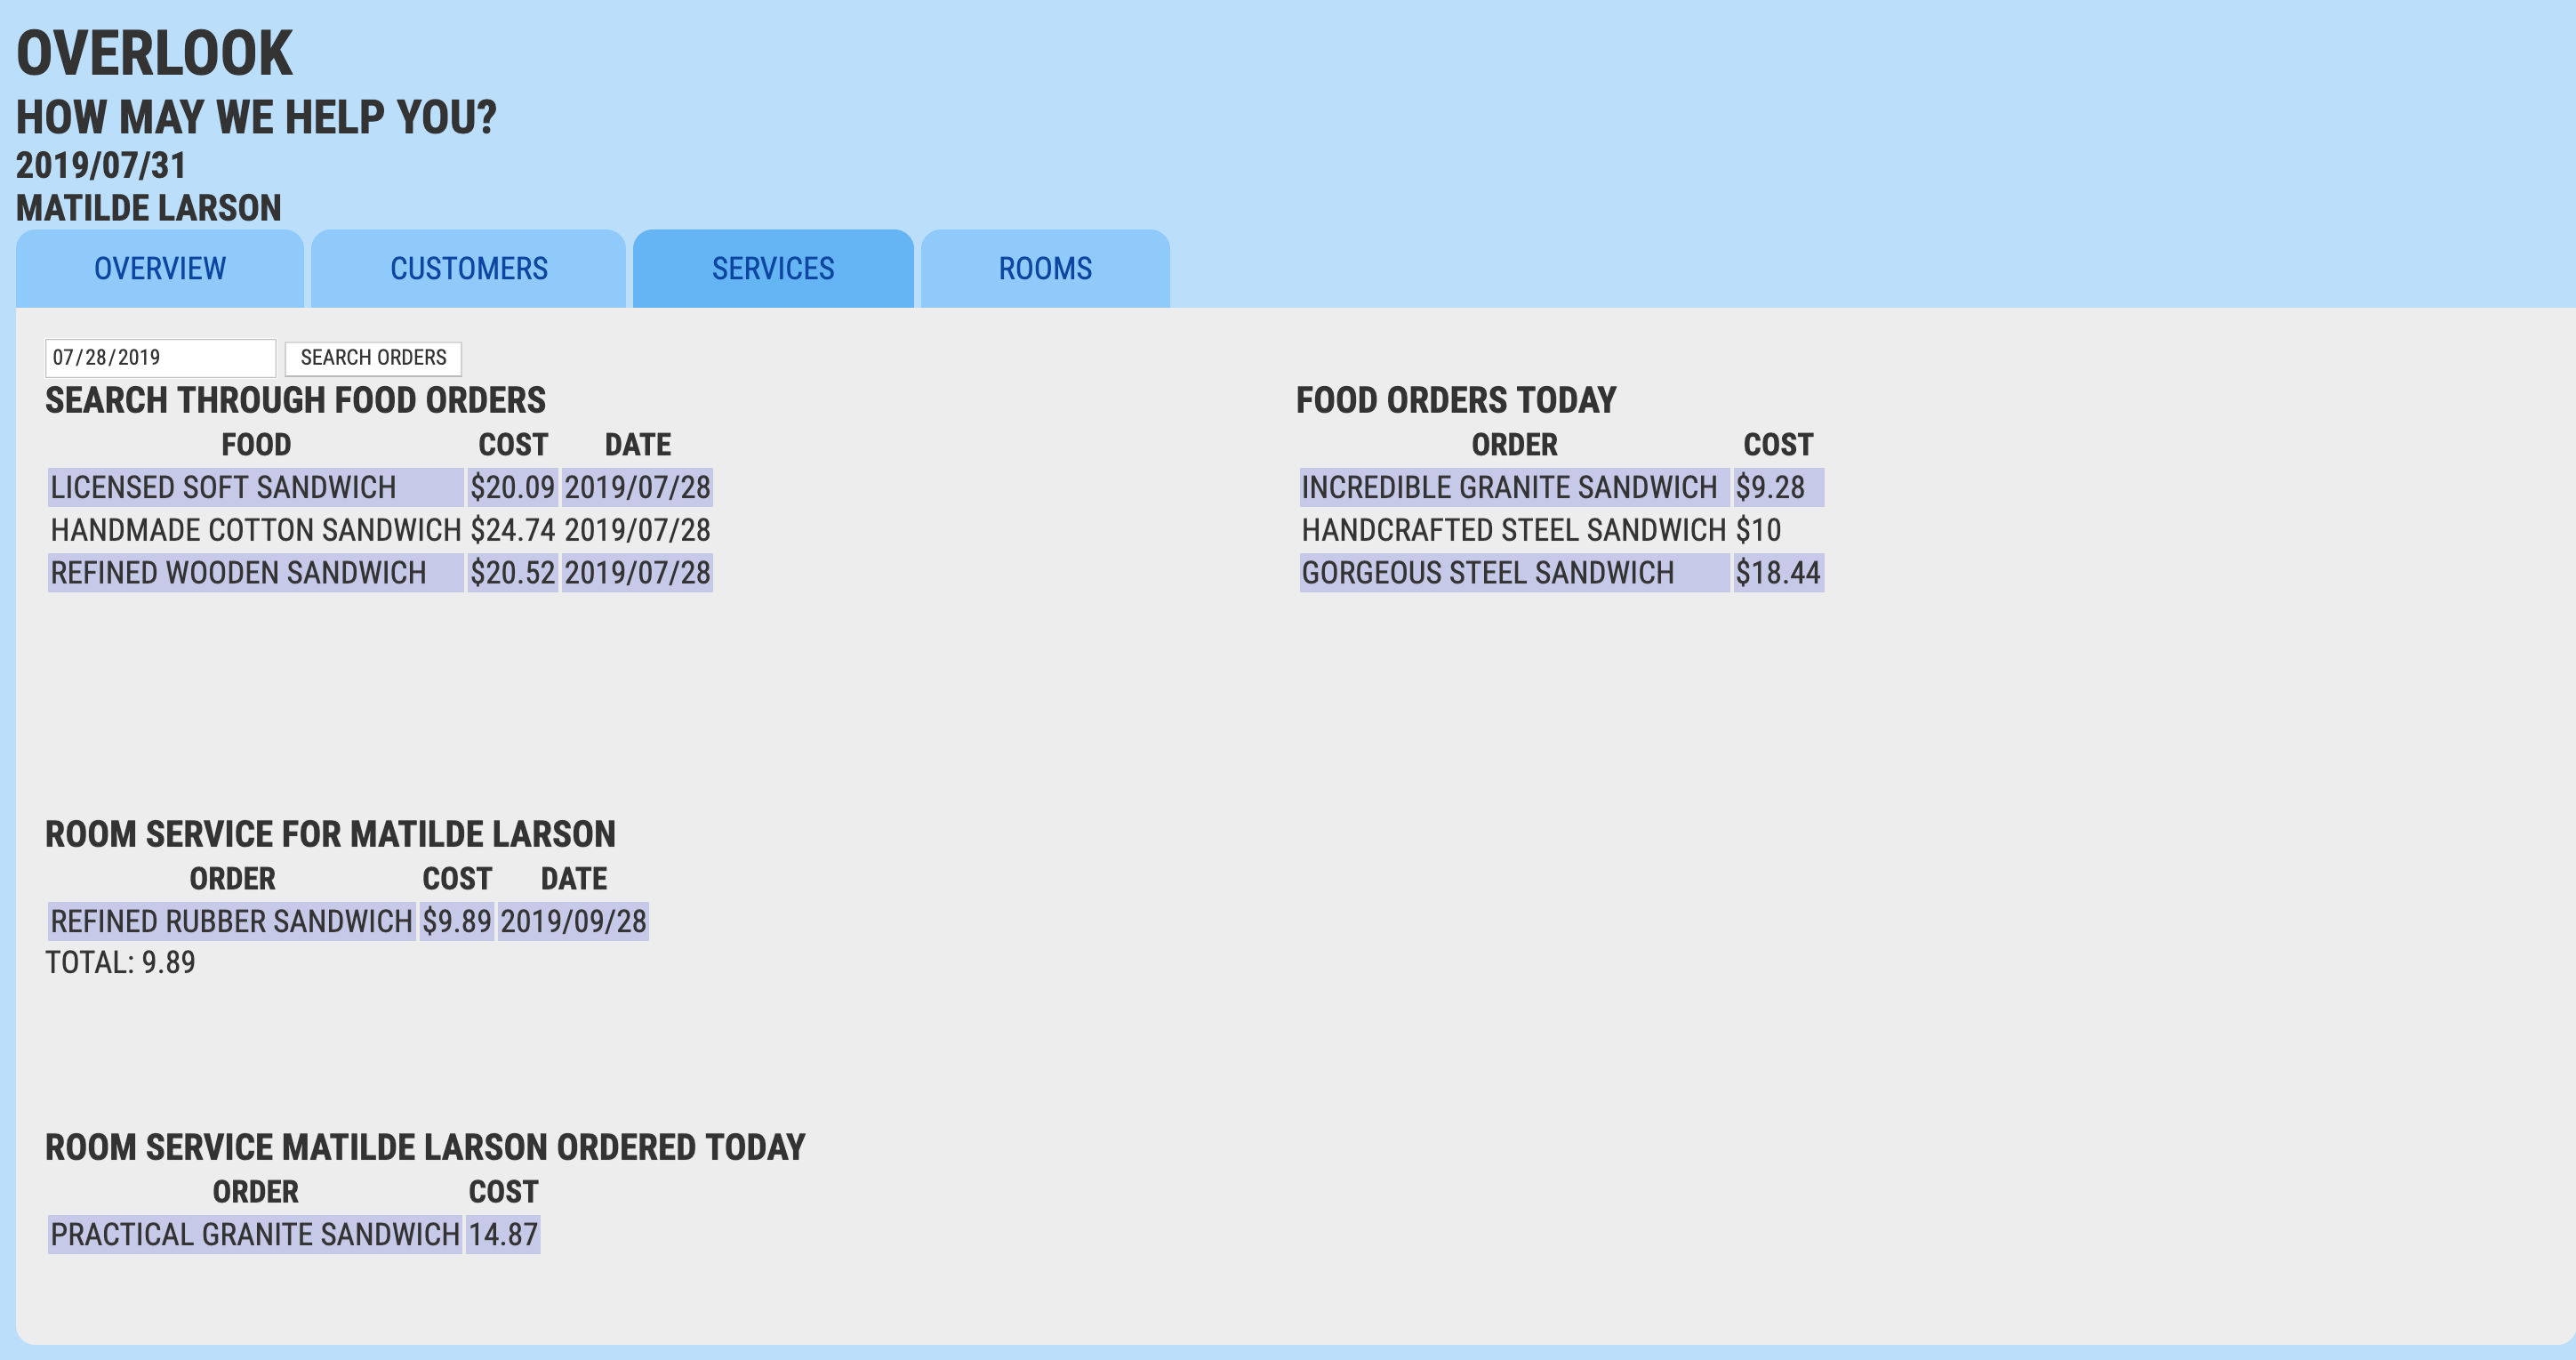 OVERLOOK
HOW MAY WE HELP YOU?
2019/07/31
MATILDE LARSON
OVERVIEW CUSTOMERS SERVICES ROOMS
07/28/2019 SEARCH ORDERS
SEARCH THROUGH FOOD ORDERS
FOOD COST DATE
LICENSED SOFT SANDWICH $20.09 2019/07/28
HANDMADE COTTON SANDWICH $24.74 2019/07/28
REFINED WOODEN SANDWICH $20.52 2019/07/28
FOOD ORDERS TODAY
ORDER COST
INCREDIBLE GRANITE SANDWICH $9.28
HANDCRAFTED STEEL SANDWICH $10
GORGEOUS STEEL SANDWICH $18.44
ROOM SERVICE FOR MATILDE LARSON
ORDER COST DATE
REFINED RUBBER SANDWICH $9.89 2019/09/28
TOTAL: 9.89
ROOM SERVICE MATILDE LARSON ORDERED TODAY
ORDER COST
PRACTICAL GRANITE SANDWICH 14.87